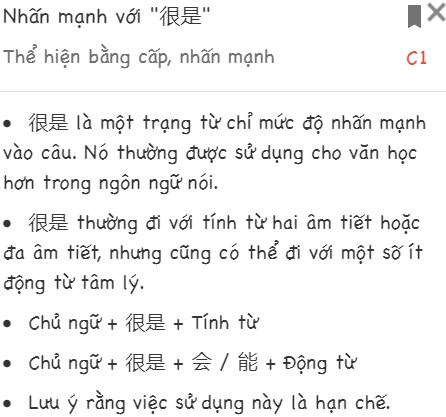 Nhấn mạnh với "很是"
Thể hiện bằng cấp, nhấn mạnh
C1
• 很是 là một trạng từ chỉ mức độ nhấn mạnh
vào câu. Nó thường được sử dụng cho văn học
hơn trong ngôn ngữ nói.
• 很是 thường đi với tính từ hai âm tiết hoặc
đa âm tiết, nhưng cũng có thể đi với một số ít
động từ tâm lý.
• Chủ ngữ + 很是 + Tính từ
• Chủ ngữ + 很是 + 会 / 能 + Động từ
• Lưu ý rằng việc sử dụng này là hạn chế.